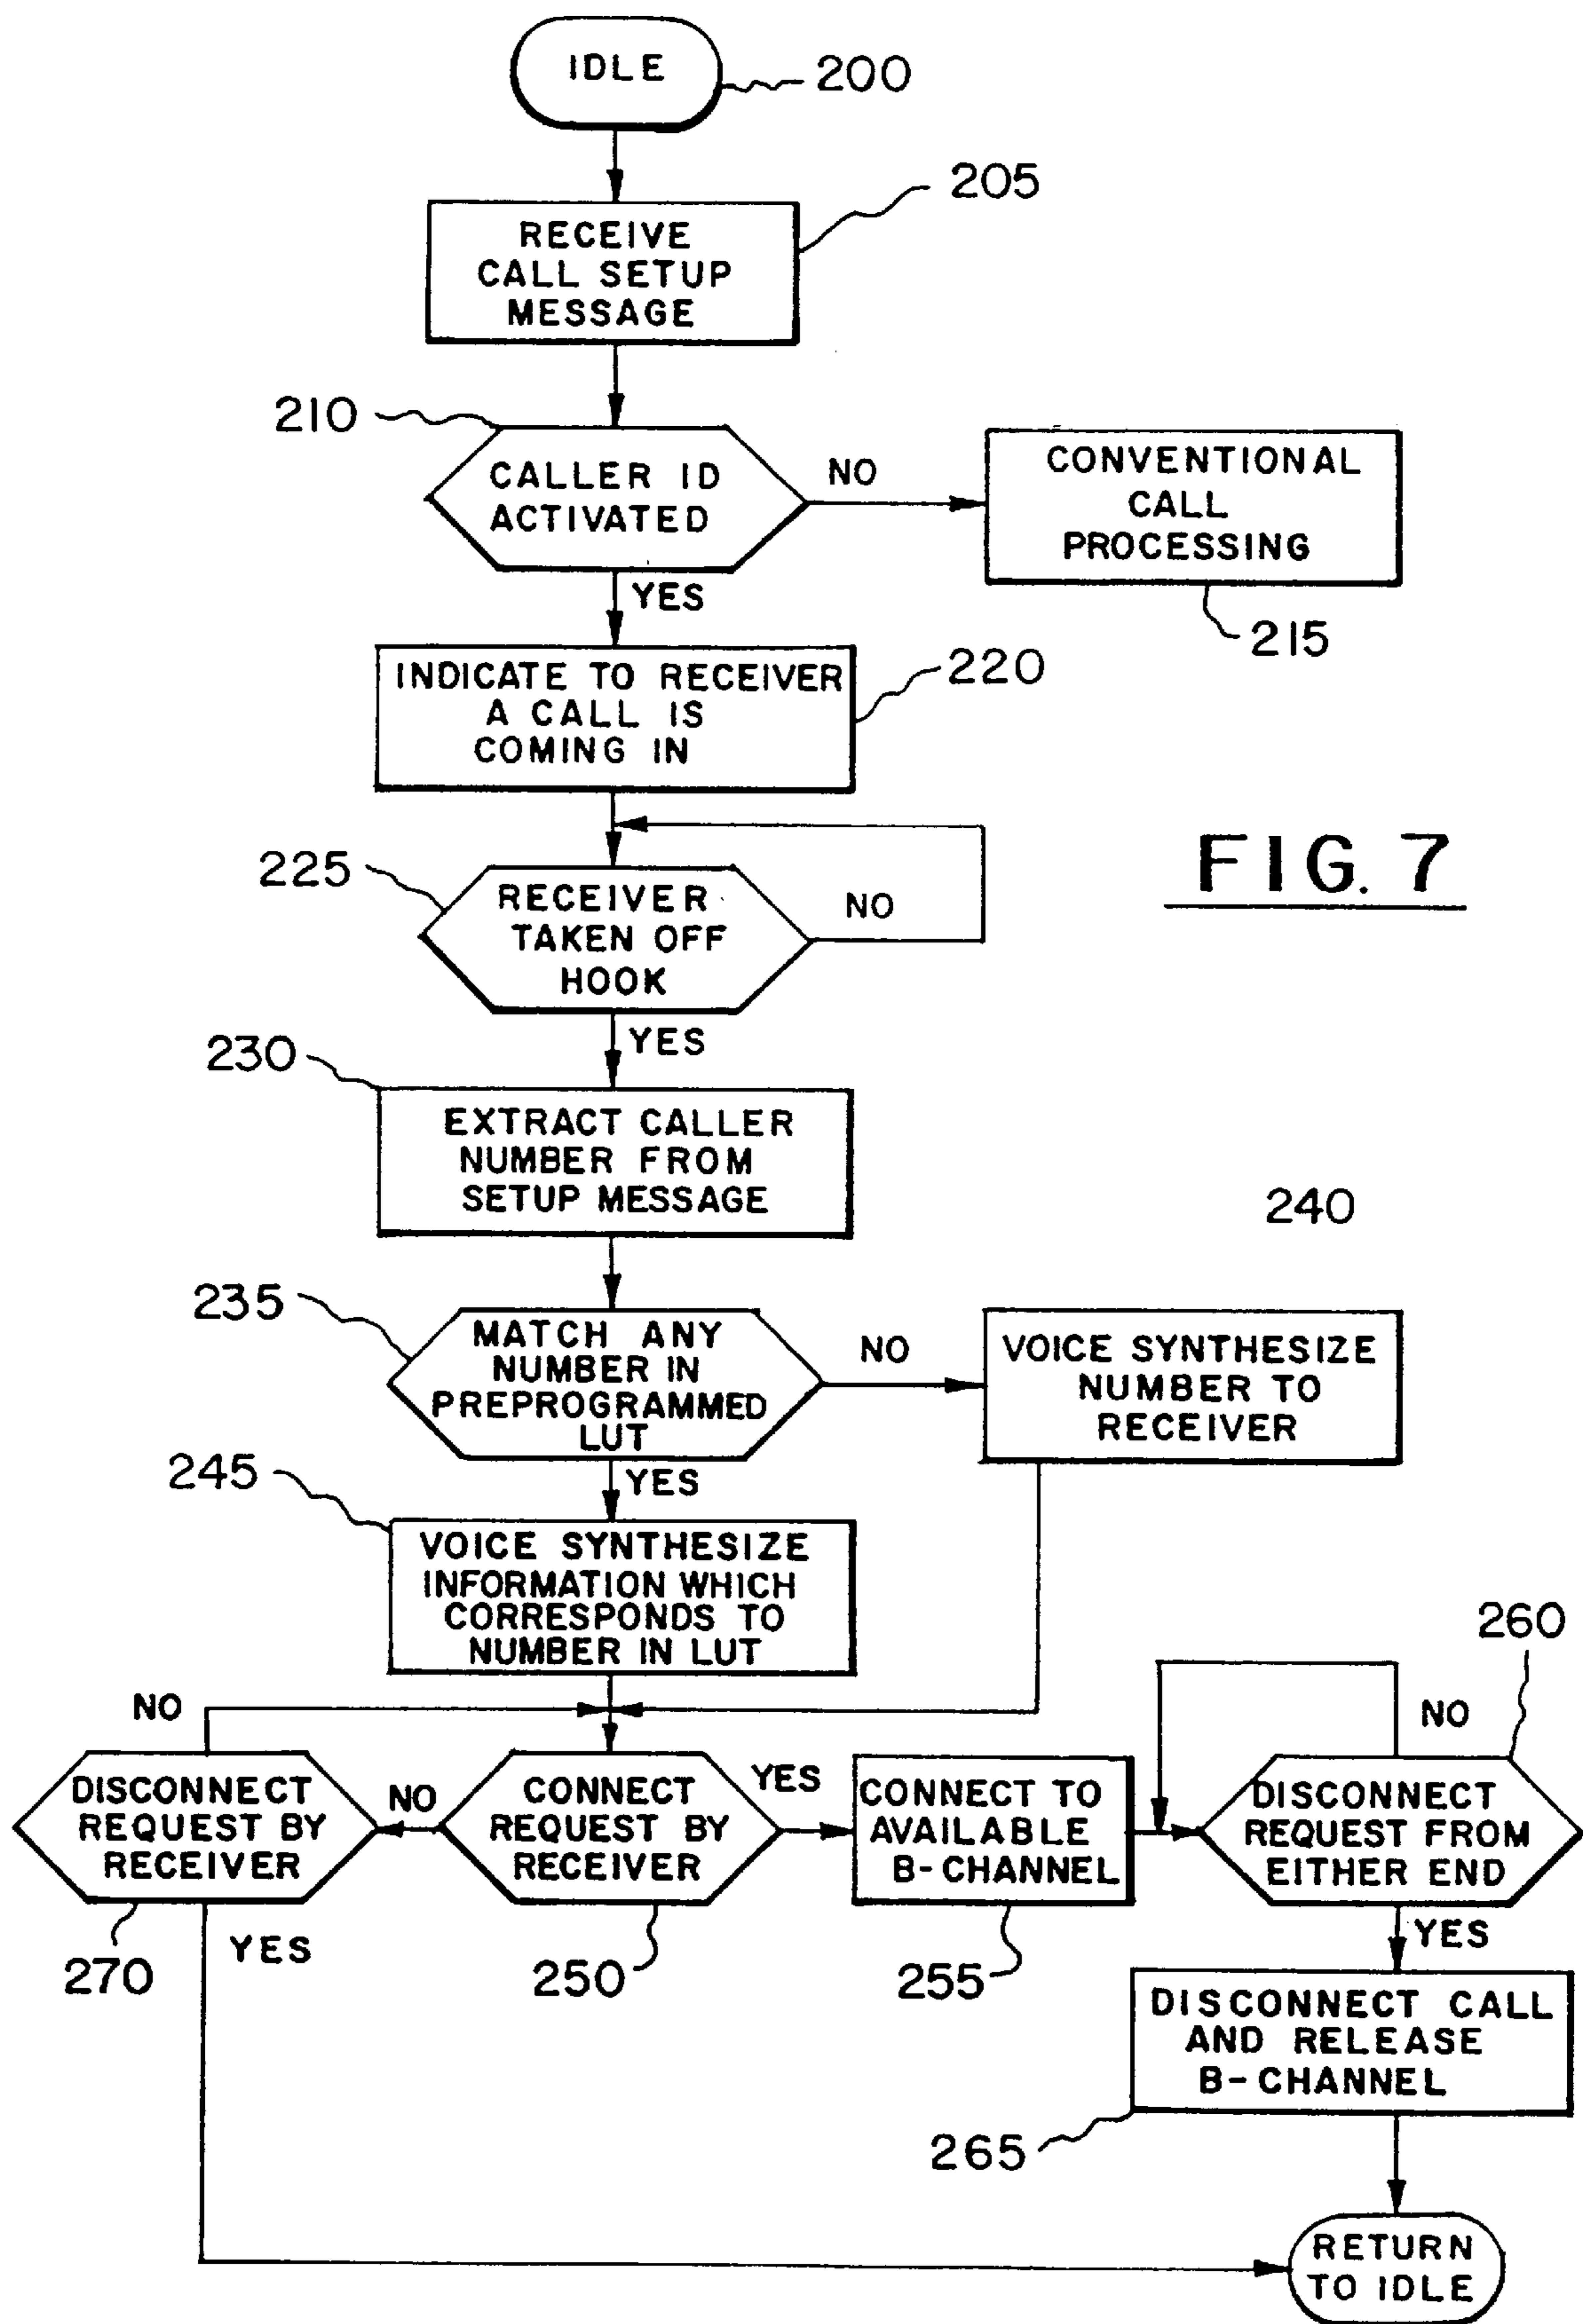 IDLE
200
205
RECEIVE
CALL SETUP
MESSAGE
210
CALLER ID
ACTIVATED
NO
CONVENTIONAL
CALL
PROCESSING
YES
215
INDICATE TO RECEIVER
A CALL IS
COMING IN
220
FIG. 7
225
RECEIVER
TAKEN OFF
HOOK
NO
YES
230
EXTRACT CALLER
NUMBER FROM
SETUP MESSAGE
240
235
MATCH ANY
NUMBER IN
PREPROGRAMMED
LUT
NO
VOICE SYNTHESIZE
NUMBER TO
RECEIVER
YES
245
VOICE SYNTHESIZE
INFORMATION WHICH
CORRESPONDS TO
NUMBER IN LUT
260
NO
NO
DISCONNECT
REQUEST BY
RECEIVER
NO
CONNECT
REQUEST BY
RECEIVER
YES
CONNECT TO
AVAILABLE
B-CHANNEL
DISCONNECT
REQUEST FROM
EITHER END
270
YES
250
255
YES
DISCONNECT CALL
AND RELEASE
B-CHANNEL
265
RETURN
TO IDLE